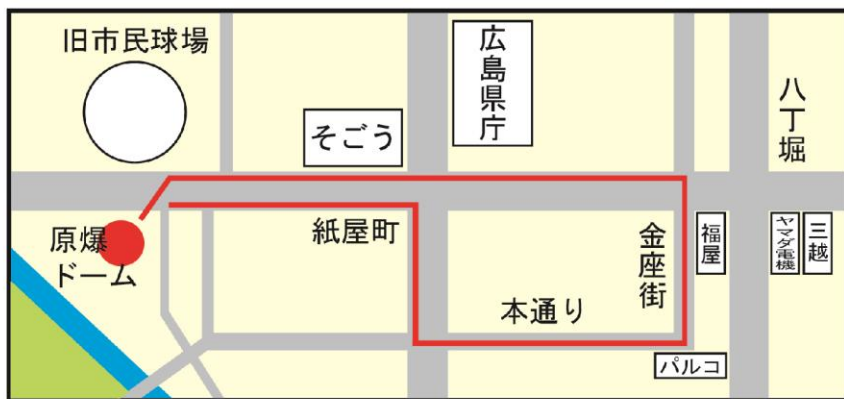 旧市民球場
そごう
広島県庁
八丁堀
原爆
ドーム
紙屋町
本通り
金座街
福屋
ヤマダ電機
三越
パルコ